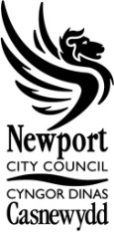 Newport
CITY COUNCIL
CYNGOR DINAS
Casnewydd